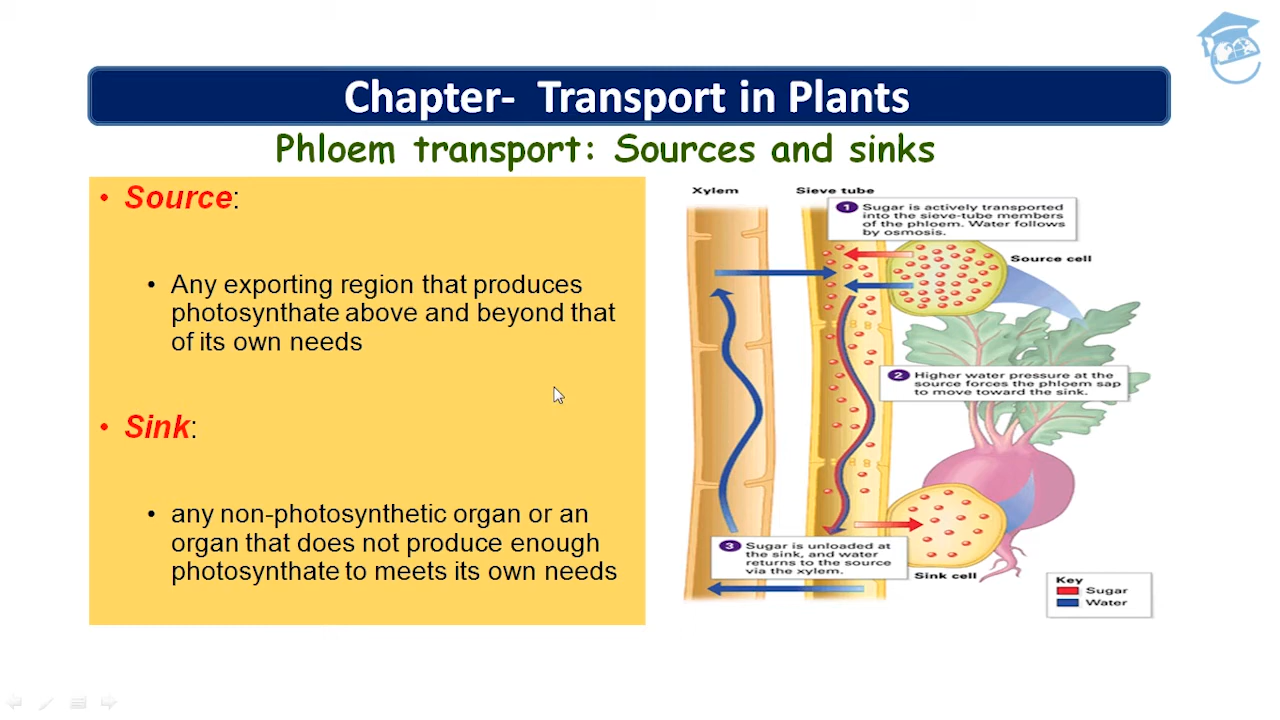 Chapter-  Transport in Plants
Phloem transport: Sources and sinks
• Source:
• Any exporting region that produces
photosynthate above and beyond that
of its own needs
• Sink:
• any non-photosynthetic organ or an
organ that does not produce enough
photosynthate to meets its own needs
Xylem
Sieve tube
1 Sugar is actively transported
into the sieve-tube members
of the phloem. Water follows
by osmosis.
Source cell
2 Higher water pressure at the
source forces the phloem sap
to move toward the sink.
3 Sugar is unloaded at
the sink, and water
returns to the source
via the xylem.
Sink cell
Key
Sugar
Water